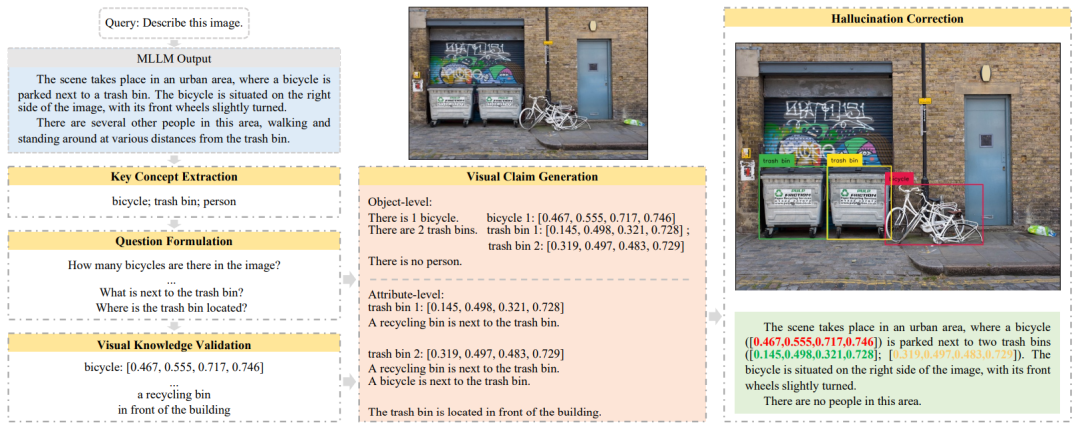 Query: Describe this image.
MLLM Output
The scene takes place in an urban area, where a bicycle is
parked next to a trash bin. The bicycle is situated on the right
side of the image, with its front wheels slightly turned.
There are several other people in this area, walking and
standing around at various distances from the trash bin.
Key Concept Extraction
bicycle; trash bin; person
Question Formulation
How many bicycles are there in the image?
...
What is next to the trash bin?
Where is the trash bin located?
Visual Knowledge Validation
bicycle: [0.467, 0.555, 0.717, 0.746]
...
a recycling bin
in front of the building
Visual Claim Generation
Object-level:
There is 1 bicycle. bicycle 1: [0.467, 0.555, 0.717, 0.746]
There are 2 trash bins. trash bin 1: [0.145, 0.498, 0.321, 0.728] ;
trash bin 2: [0.319, 0.497, 0.483, 0.729]
There is no person.
Attribute-level:
trash bin 1: [0.145, 0.498, 0.321, 0.728]
A recycling bin is next to the trash bin.
trash bin 2: [0.319, 0.497, 0.483, 0.729]
A recycling bin is next to the trash bin.
A bicycle is next to the trash bin.
The trash bin is located in front of the building.
Hallucination Correction
trash bin
trash bin
bicycle
The scene takes place in an urban area, where a bicycle
([0.467,0.555,0.717,0.746]) is parked next to two trash bins
([0.145,0.498,0.321,0.728]; [0.319,0.497,0.483,0.729]). The
bicycle is situated on the right side of the image, with its front
wheels slightly turned.
There are no people in this area.